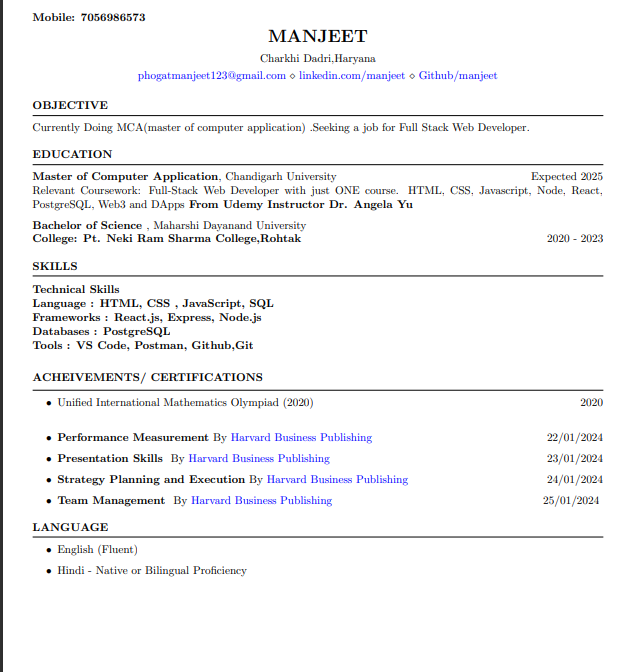 Mobile: 7056986573
MANJEET
Charkhi Dadri,Haryana
phogatmanjeet123@gmail.com ⋄ linkedin.com/manjeet ⋄ Github/manjeet
OBJECTIVE
Currently Doing MCA(master of computer application) .Seeking a job for Full Stack Web Developer.
EDUCATION
Master of Computer Application, Chandigarh University Expected 2025
Relevant Coursework: Full-Stack Web Developer with just ONE course. HTML, CSS, Javascript, Node, React,
PostgreSQL, Web3 and DApps From Udemy Instructor Dr. Angela Yu
Bachelor of Science , Maharshi Dayanand University
College: Pt. Neki Ram Sharma College,Rohtak 2020 - 2023
SKILLS
Technical Skills
Language : HTML, CSS , JavaScript, SQL
Frameworks : React.js, Express, Node.js
Databases : PostgreSQL
Tools : VS Code, Postman, Github,Git
ACHEIVEMENTS/ CERTIFICATIONS
• Unified International Mathematics Olympiad (2020) 2020
• Performance Measurement By Harvard Business Publishing 22/01/2024
• Presentation Skills By Harvard Business Publishing 23/01/2024
• Strategy Planning and Execution By Harvard Business Publishing 24/01/2024
• Team Management By Harvard Business Publishing 25/01/2024
LANGUAGE
• English (Fluent)
• Hindi - Native or Bilingual Proficiency